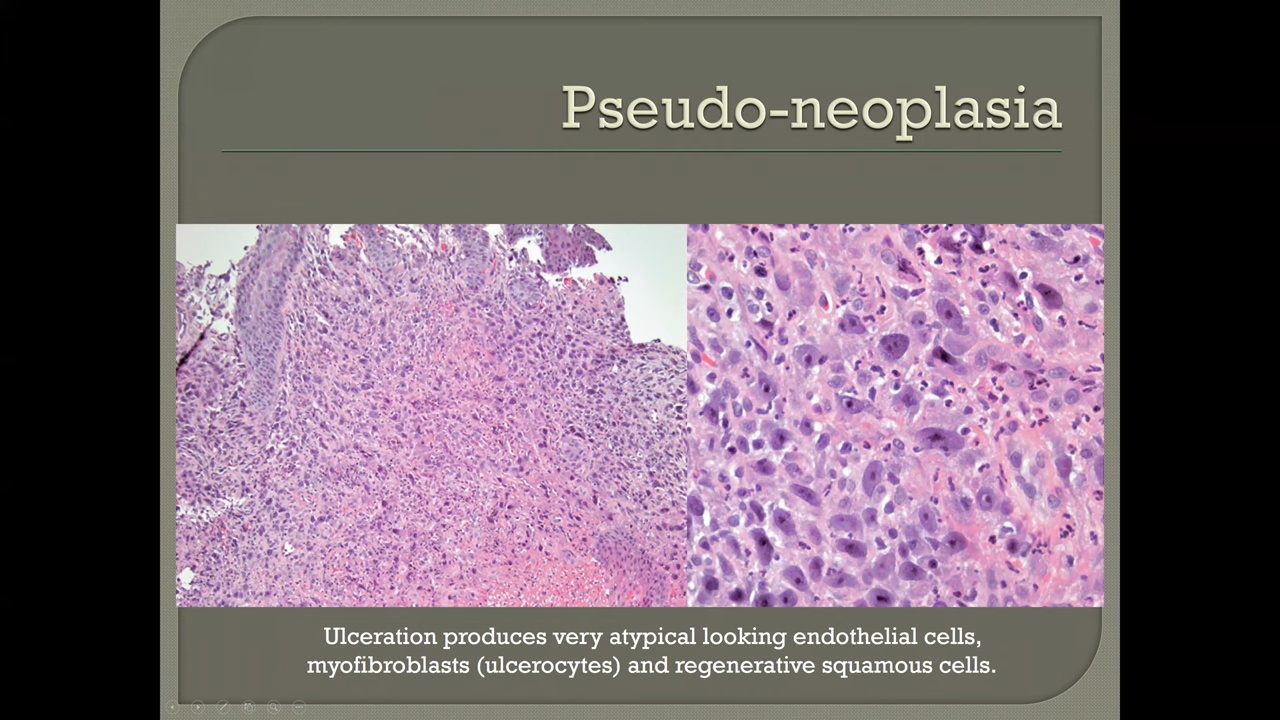 Pseudo-neoplasia
Ulceration produces very atypical looking endothelial cells,
myofibroblasts (ulcerocytes) and regenerative squamous cells.